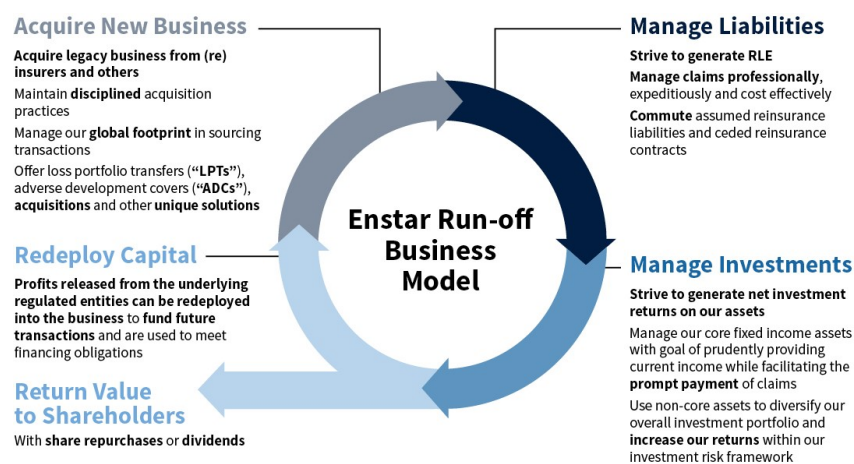 Acquire New Business
Acquire legacy business from (re)
insurers and others
Maintain disciplined acquisition
practices
Manage our global footprint in sourcing
transactions
Offer loss portfolio transfers (“LPTs”),
adverse development covers (“ADCs”),
acquisitions and other unique solutions
Manage Liabilities
Strive to generate RLE
Manage claims professionally,
expeditiously and cost effectively
Commute assumed reinsurance
liabilities and ceded reinsurance
contracts
Enstar Run-off
Business
Model
Redeploy Capital
Profits released from the underlying
regulated entities can be redeployed
into the business to fund future
transactions and are used to meet
financing obligations
Manage Investments
Strive to generate net investment
returns on our assets
Manage our core fixed income assets
with goal of prudently providing
current income while facilitating the
prompt payment of claims
Use non-core assets to diversify our
overall investment portfolio and
increase our returns within our
investment risk framework
Return Value
to Shareholders
With share repurchases or dividends